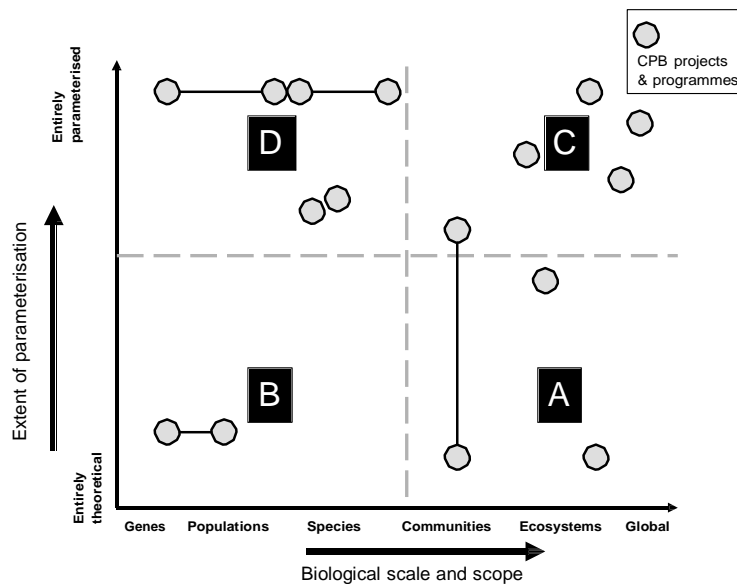 CPB projects
& programmes
Entirely
parameterised
D
C
Extent of parameterisation
B
A
Entirely
theoretical
Genes Populations Species Communities Ecosystems Global
Biological scale and scope